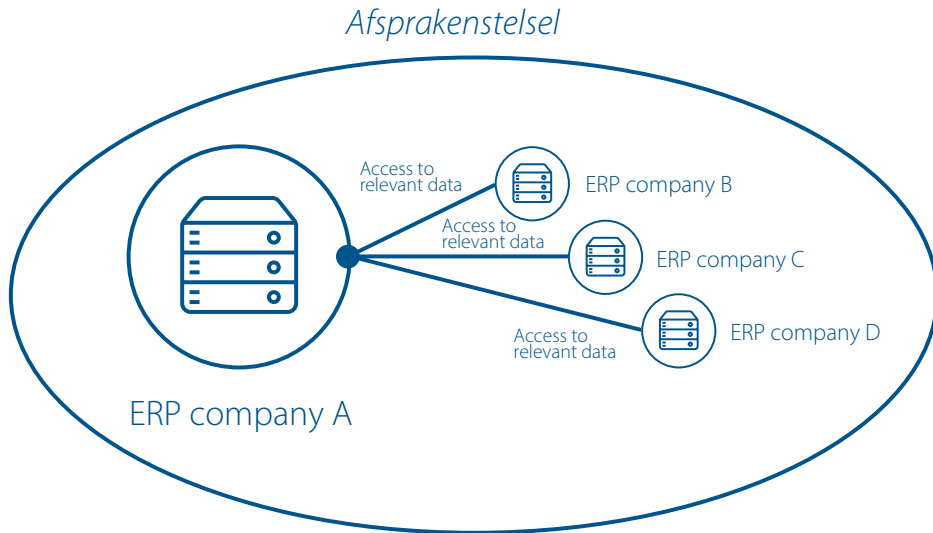 Afsprakenstelsel
Access to
relevant data
ERP company B
Access to
relevant data
ERP company C
Access to
relevant data
ERP company D
ERP company A